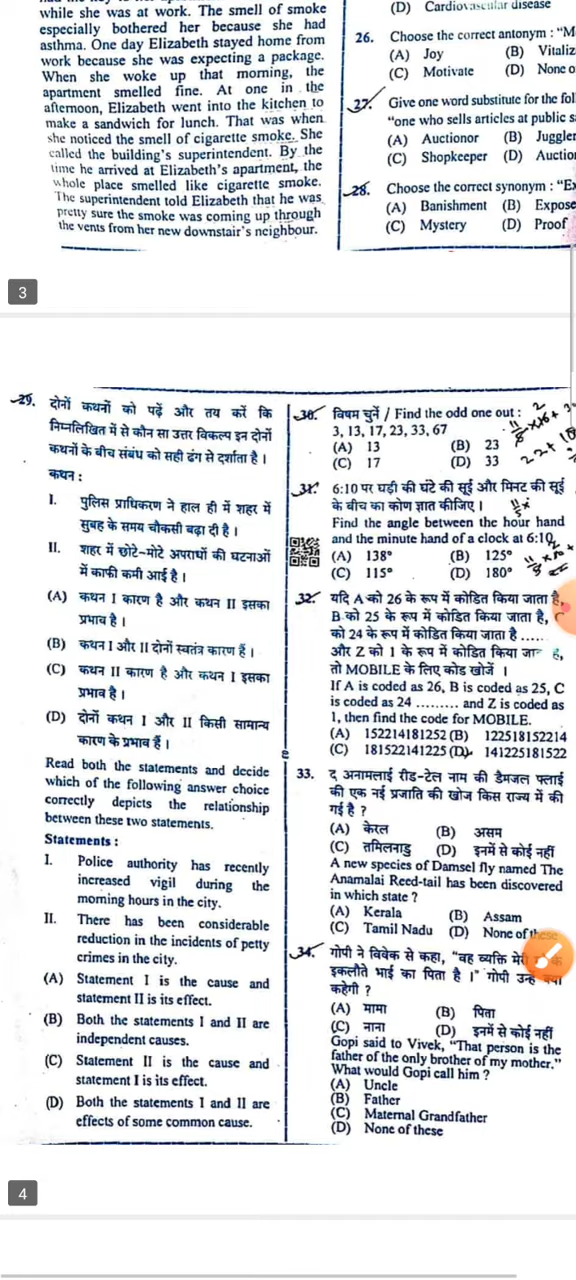 while she was at work. The smell of smoke
especially bothered her because she had
asthma. One day Elizabeth stayed home from
work because she was expecting a package.
When she woke up that morning, the
apartment smelled fine. At one in the
afternoon, Elizabeth went into the kitchen to
make a sandwich for lunch. That was when
she noticed the smell of cigarette smoke. She
called the building's superintendent. By the
time he arrived at Elizabeth's apartment, the
whole place smelled like cigarette smoke.
The superintendent told Elizabeth that he was
pretty sure the smoke was coming up through
the vents from her new downstair's neighbour.
(D) Cardiovascular disease
26. Choose the correct antonym : "M
(A) Joy (B) Vitaliz
(C) Motivate (D) None o
27. Give one word substitute for the fol
"one who sells articles at public s
(A) Auctionor (B) Juggler
(C) Shopkeeper (D) Auctio
28. Choose the correct synonym : "Ex
(A) Banishment (B) Expose
(C) Mystery (D) Proof
3
29. दोनों कथनों को पढ़ें और तय करें कि
निम्नलिखित में से कौन सा उत्तर विकल्प इन दोनों
कथनों के बीच संबंध को सही ढंग से दर्शाता है।
कथन :
I. पुलिस प्राधिकरण ने हाल ही में शहर में
सुबह के समय चौकसी बढ़ा दी है।
II. शहर में छोटे-मोटे अपराधों की घटनाओं
में काफी कमी आई है।
(A) कथन I कारण है और कथन II इसका
प्रभाव है।
(B) कथन I और II दोनों स्वतंत्र कारण हैं।
(C) कथन II कारण है और कथन I इसका
प्रभाव है।
(D) दोनों कथन I और II किसी सामान्य
कारण के प्रभाव हैं।
Read both the statements and decide
which of the following answer choice
correctly depicts the relationship
between these two statements.
Statements :
I. Police authority has recently
increased vigil during the
morning hours in the city.
II. There has been considerable
reduction in the incidents of petty
crimes in the city.
(A) Statement I is the cause and
statement II is its effect.
(B) Both the statements I and II are
independent causes.
(C) Statement II is the cause and
statement I is its effect.
(D) Both the statements I and II are
effects of some common cause.
30. विषम चुनें / Find the odd one out :
3, 13, 17, 23, 33, 67
(A) 13 (B) 23
(C) 17 (D) 33
31. 6:10 पर घड़ी की घंटे की सूई और मिनट की सूई
के बीच का कोण ज्ञात कीजिए।
Find the angle between the hour hand
and the minute hand of a clock at 6:10.
(A) 138° (B) 125°
(C) 115° (D) 180°
32. यदि A को 26 के रूप में कोडित किया जाता है,
B को 25 के रूप में कोडित किया जाता है, C
को 24 के रूप में कोडित किया जाता है .....
और Z को 1 के रूप में कोडित किया है,
तो MOBILE के लिए कोड खोजें ।
If A is coded as 26, B is coded as 25, C
is coded as 24 ......... and Z is coded as
1, then find the code for MOBILE.
(A) 152214181252 (B) 122518152214
(C) 181522141225 (D) 141225181522
33. द अनामलाई रीड-टेल नाम की डैमजल फ्लाई
की एक नई प्रजाति की खोज किस राज्य में की
गई है ?
(A) केरल (B) असम
(C) तमिलनाडु (D) इनमें से कोई नहीं
A new species of Damsel fly named The
Anamalai Reed-tail has been discovered
in which state ?
(A) Kerala (B) Assam
(C) Tamil Nadu (D) None of these
34. गोपी ने विवेक से कहा, "वह व्यक्ति मेरी के
इकलौते भाई का पिता है ।" गोपी उन्हें क्या
कहेगी ?
(A) मामा (B) पिता
(C) नाना (D) इनमें से कोई नहीं
Gopi said to Vivek, "That person is the
father of the only brother of my mother."
What would Gopi call him ?
(A) Uncle
(B) Father
(C) Maternal Grandfather
(D) None of these
4